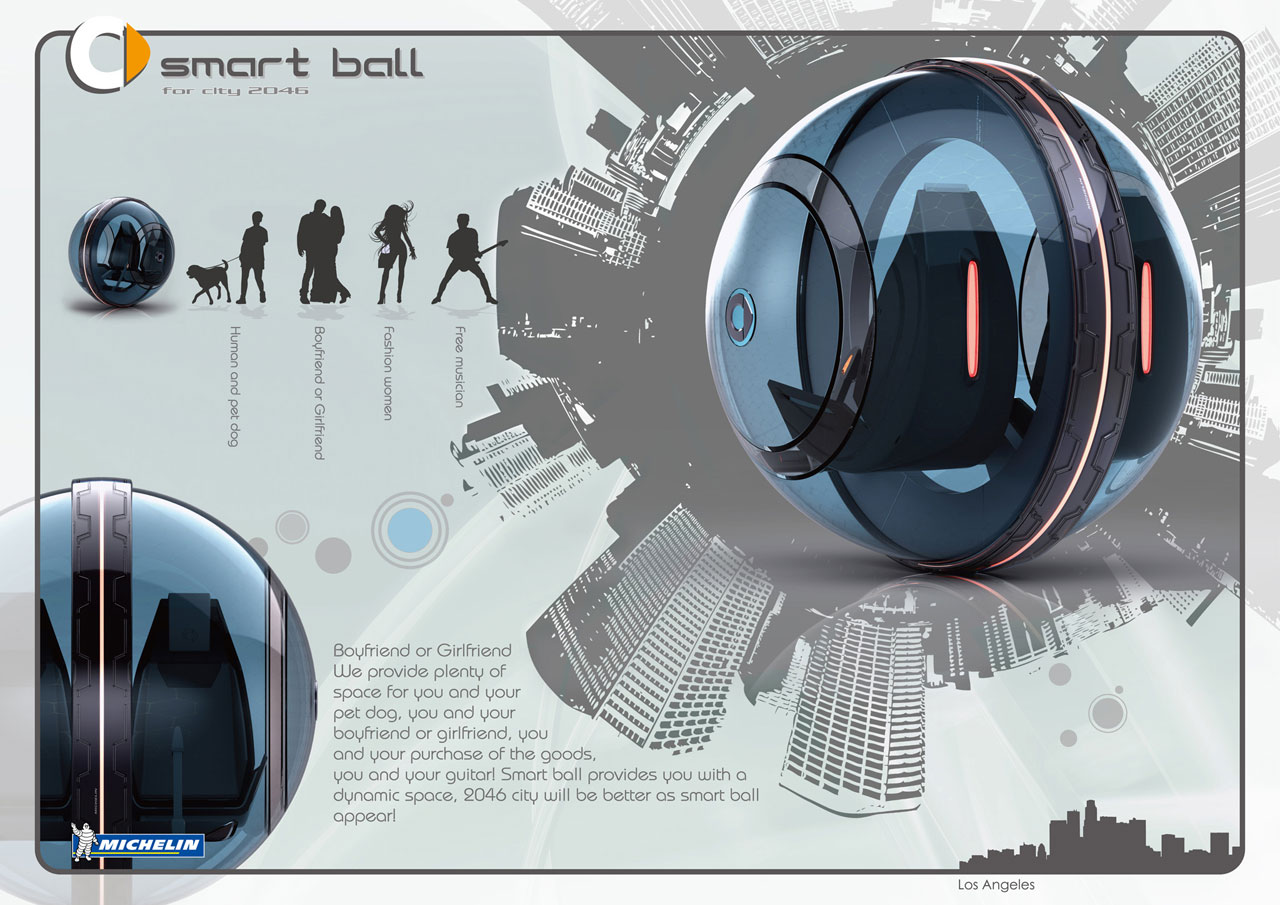 smart ball
for city 2046
Human and pet dog
Boyfriend or Girlfriend
Fashion women
Free musician
Boyfriend or Girlfriend
We provide plenty of
space for you and your
pet dog, you and your
boyfriend or girlfriend, you
and your purchase of the goods,
you and your guitar! Smart ball provides you with a
dynamic space, 2046 city will be better as smart ball
appear!
MICHELIN
Los Angeles